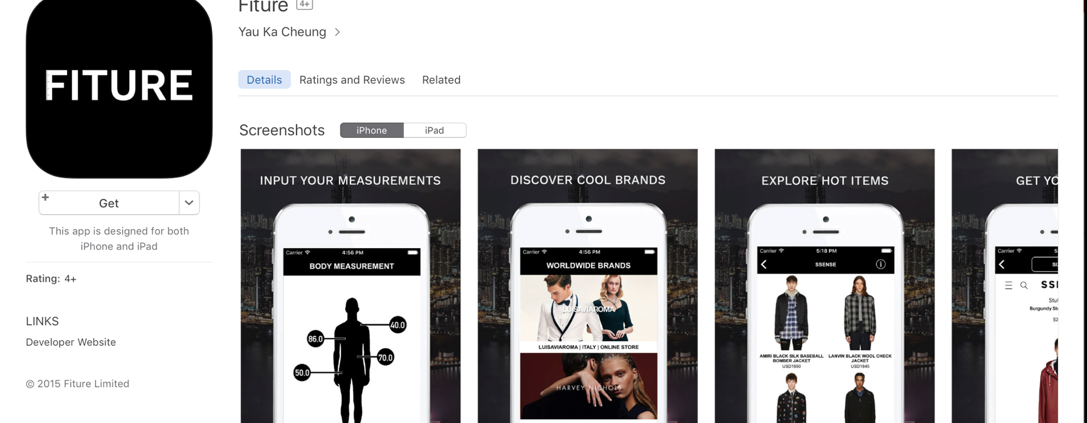 Fiture 4+
Yau Ka Cheung
FITURE
Details Ratings and Reviews Related
Screenshots iPhone iPad
Get
This app is designed for both
iPhone and iPad
Rating: 4+
LINKS
Developer Website
© 2015 Fiture Limited
INPUT YOUR MEASUREMENTS
Carrier 4:56 PM
BODY MEASUREMENT
40.0
86.0
70.0
50.0
DISCOVER COOL BRANDS
Carrier 4:56 PM
WORLDWIDE BRANDS
LUISAVIAROMA
LUISAVIAROMA | ITALY | ONLINE STORE
HARVEY NICHOLS
EXPLORE HOT ITEMS
Carrier 5:18 PM
SSENSE
AMIRI BLACK SILK BASEBALL
BOMBER JACKET
USD1890
LANVIN BLACK WOOL CHECK
JACKET
USD1845
GET YO
Carrier
SS
Burgundy